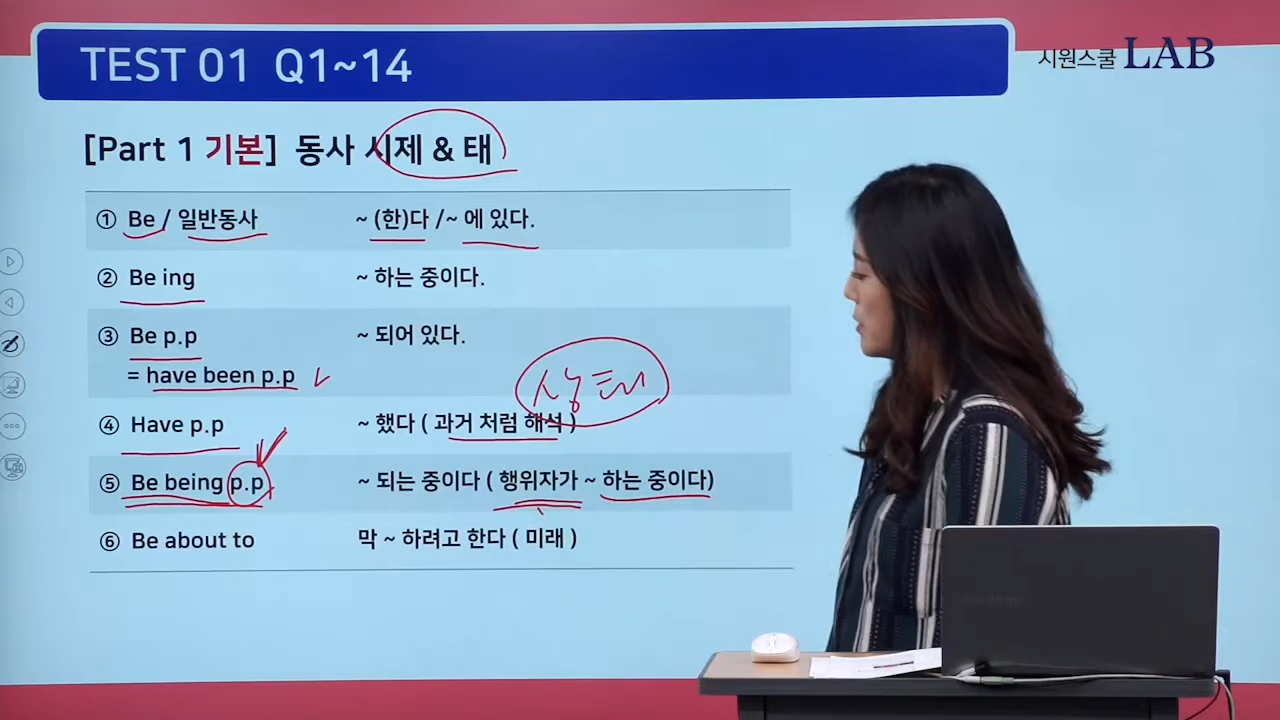 TEST 01 Q1~14
시원스쿨 LAB
[Part 1 기본] 동사 시제 & 태
① Be / 일반동사 ~ (한)다 /~ 에 있다.
② Be ing ~ 하는 중이다.
③ Be p.p ~ 되어 있다.
= have been p.p
상태
④ Have p.p ~ 했다 ( 과거 처럼 해석 )
⑤ Be being p.p ~ 되는 중이다 ( 행위자가 ~ 하는 중이다)
⑥ Be about to 막 ~ 하려고 한다 ( 미래 )